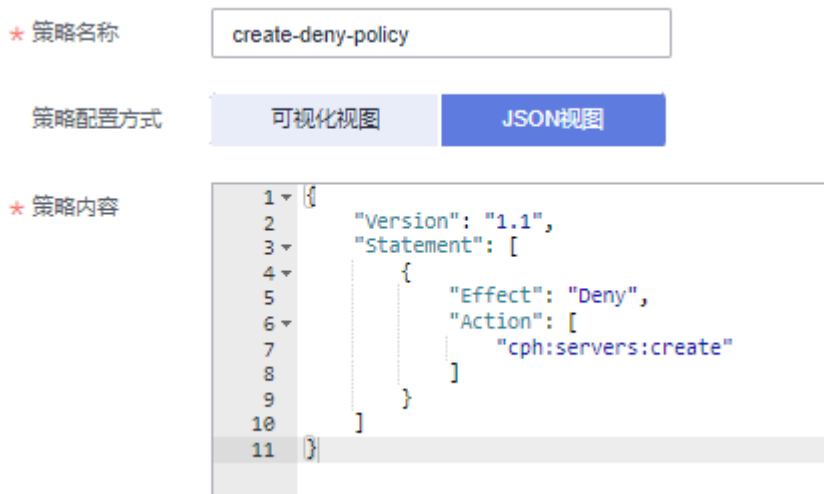 * 策略名称 create-deny-policy
策略配置方式 可视化视图 JSON视图
* 策略内容
1 {
2 "Version": "1.1",
3 "Statement": [
4 {
5 "Effect": "Deny",
6 "Action": [
7 "cph:servers:create"
8 ]
9 }
10 ]
11 }